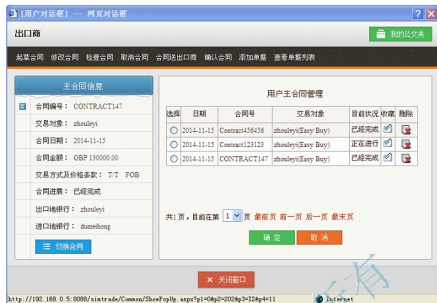 [用户对话框] -- 网页对话框
出口商
我的公文夹
起草合同 修改合同 检查合同 取消合同 合同送出口商 确认合同 添加单据 查看单据列表
主合同信息
合同编号： CONTRACT147
交易对象： zhouleyi
合同日期： 2014-11-15
合同金额： GBP 130000.00
交易方式及价格条款： T/T FOB
合同进展： 已经完成
出口地银行： zhouleyi
进口地银行： dumeihong
切换合同
用户主合同管理
选择 日期 合同号 交易对象 目前状况 收藏 删除
2014-11-15 Contract456456 zhouleyi(Easy Buy) 已经完成
2014-11-15 Contract123123 zhouleyi(Easy Buy) 正在进行
2014-11-15 CONTRACT147 zhouleyi(Easy Buy) 已经完成
共1页，目前在第 1 页 最前页 前一页 后一页 最末页
确 定 取 消
关闭窗口
http://192.168.0.5:8088/simtrade/Common/ShowPopUp.aspx?p1=0&p2=202&p3=I2&p4=11 Internet